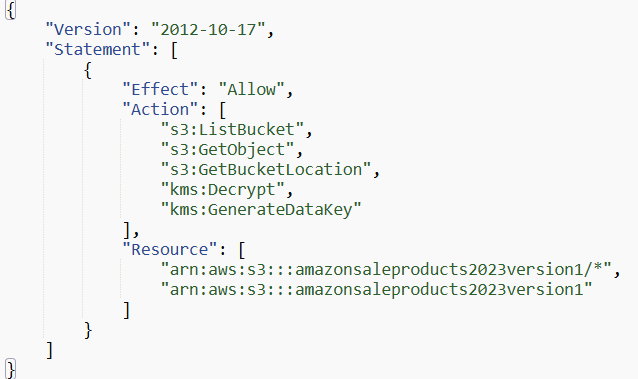 {
"Version": "2012-10-17",
"Statement": [
{
"Effect": "Allow",
"Action": [
"s3:ListBucket",
"s3:GetObject",
"s3:GetBucketLocation",
"kms:Decrypt",
"kms:GenerateDataKey"
],
"Resource": [
"arn:aws:s3:::amazonsaleproducts2023version1/*",
"arn:aws:s3:::amazonsaleproducts2023version1"
]
}
]
}